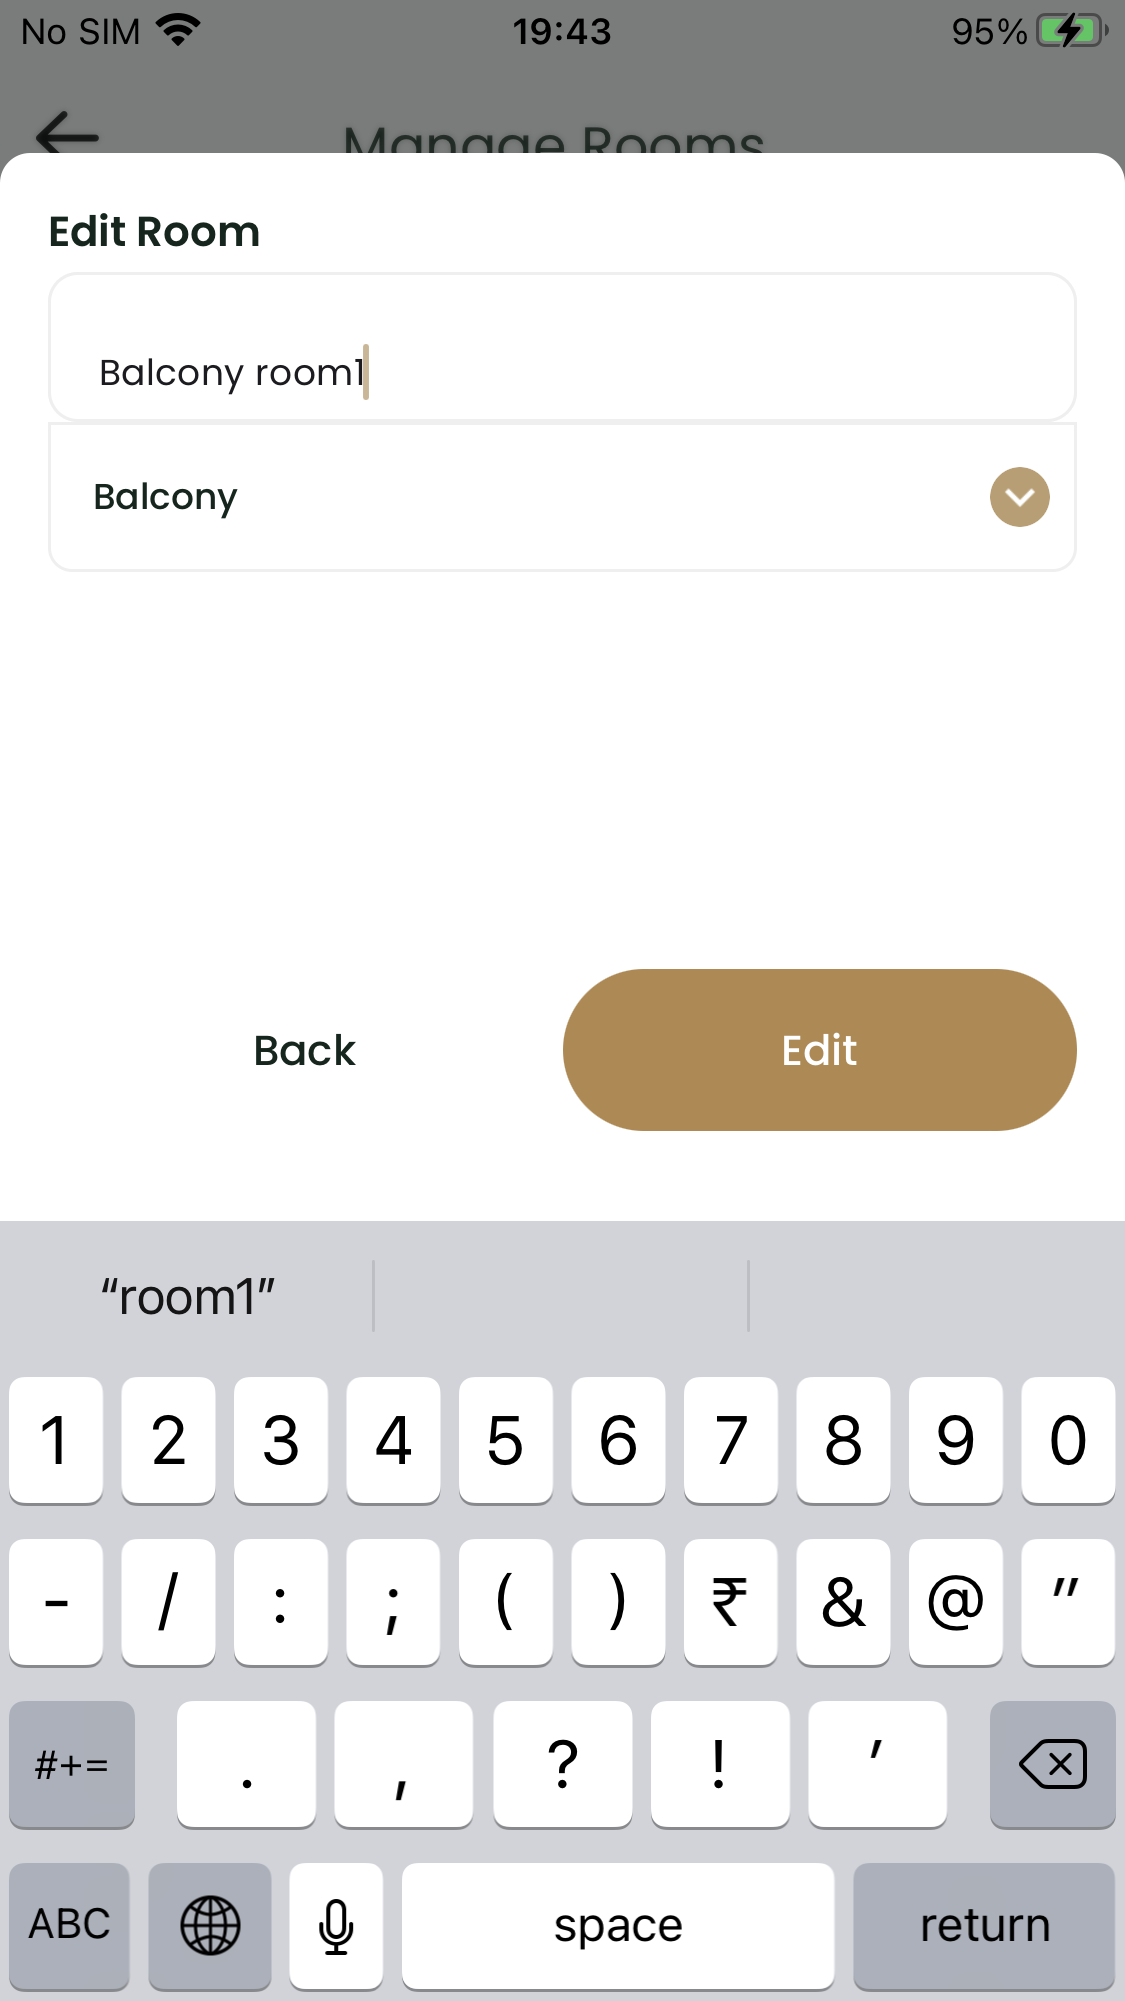 No SIM 19:43 95%
Manage Rooms
Edit Room
Balcony room1
Balcony
Back Edit
“room1”
1 2 3 4 5 6 7 8 9 0
- / : ; ( ) ₹ & @ "
#+= . , ? ! '
ABC space return